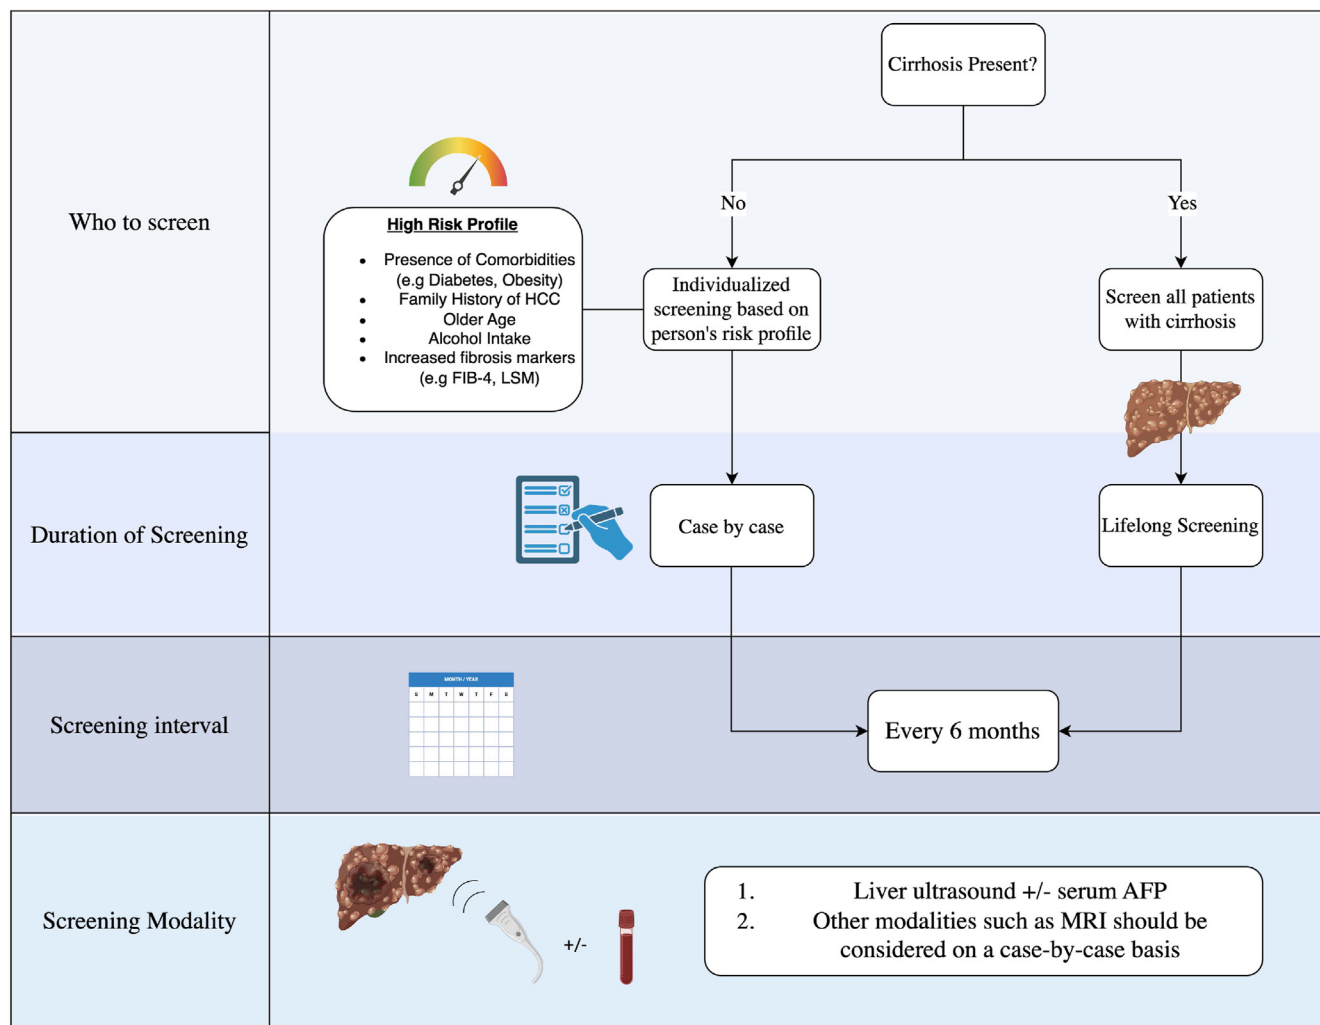 Cirrhosis Present?
No
Yes
Who to screen
High Risk Profile
• Presence of Comorbidities
(e.g Diabetes, Obesity)
• Family History of HCC
• Older Age
• Alcohol Intake
• Increased fibrosis markers
(e.g FIB-4, LSM)
Individualized
screening based on
person's risk profile
Screen all patients
with cirrhosis
Duration of Screening
Case by case
Lifelong Screening
Screening interval
MONTH / YEAR
S M T W T F S
Every 6 months
Screening Modality
+/-
1. Liver ultrasound +/- serum AFP
2. Other modalities such as MRI should be
considered on a case-by-case basis